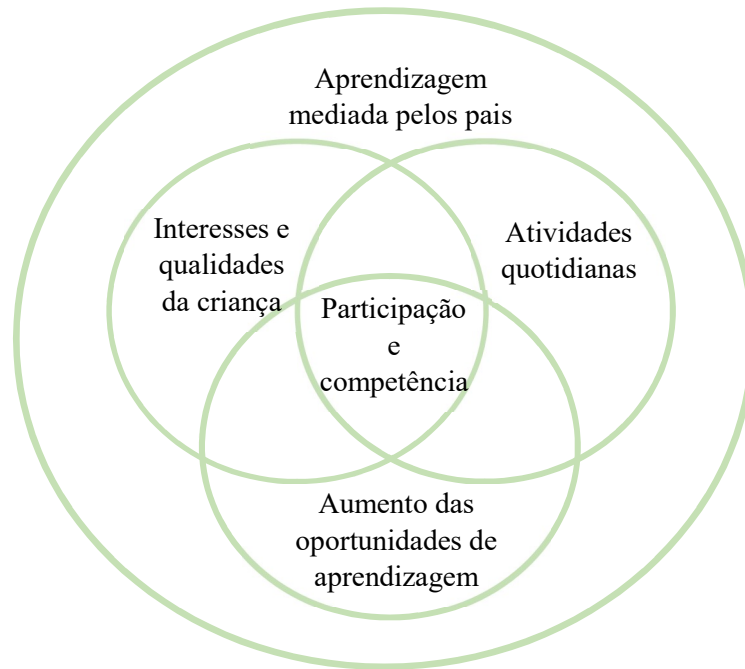 Aprendizagem
mediada pelos pais
Interesses e
qualidades
da criança
Atividades
quotidianas
Participação
e
competência
Aumento das
oportunidades de
aprendizagem